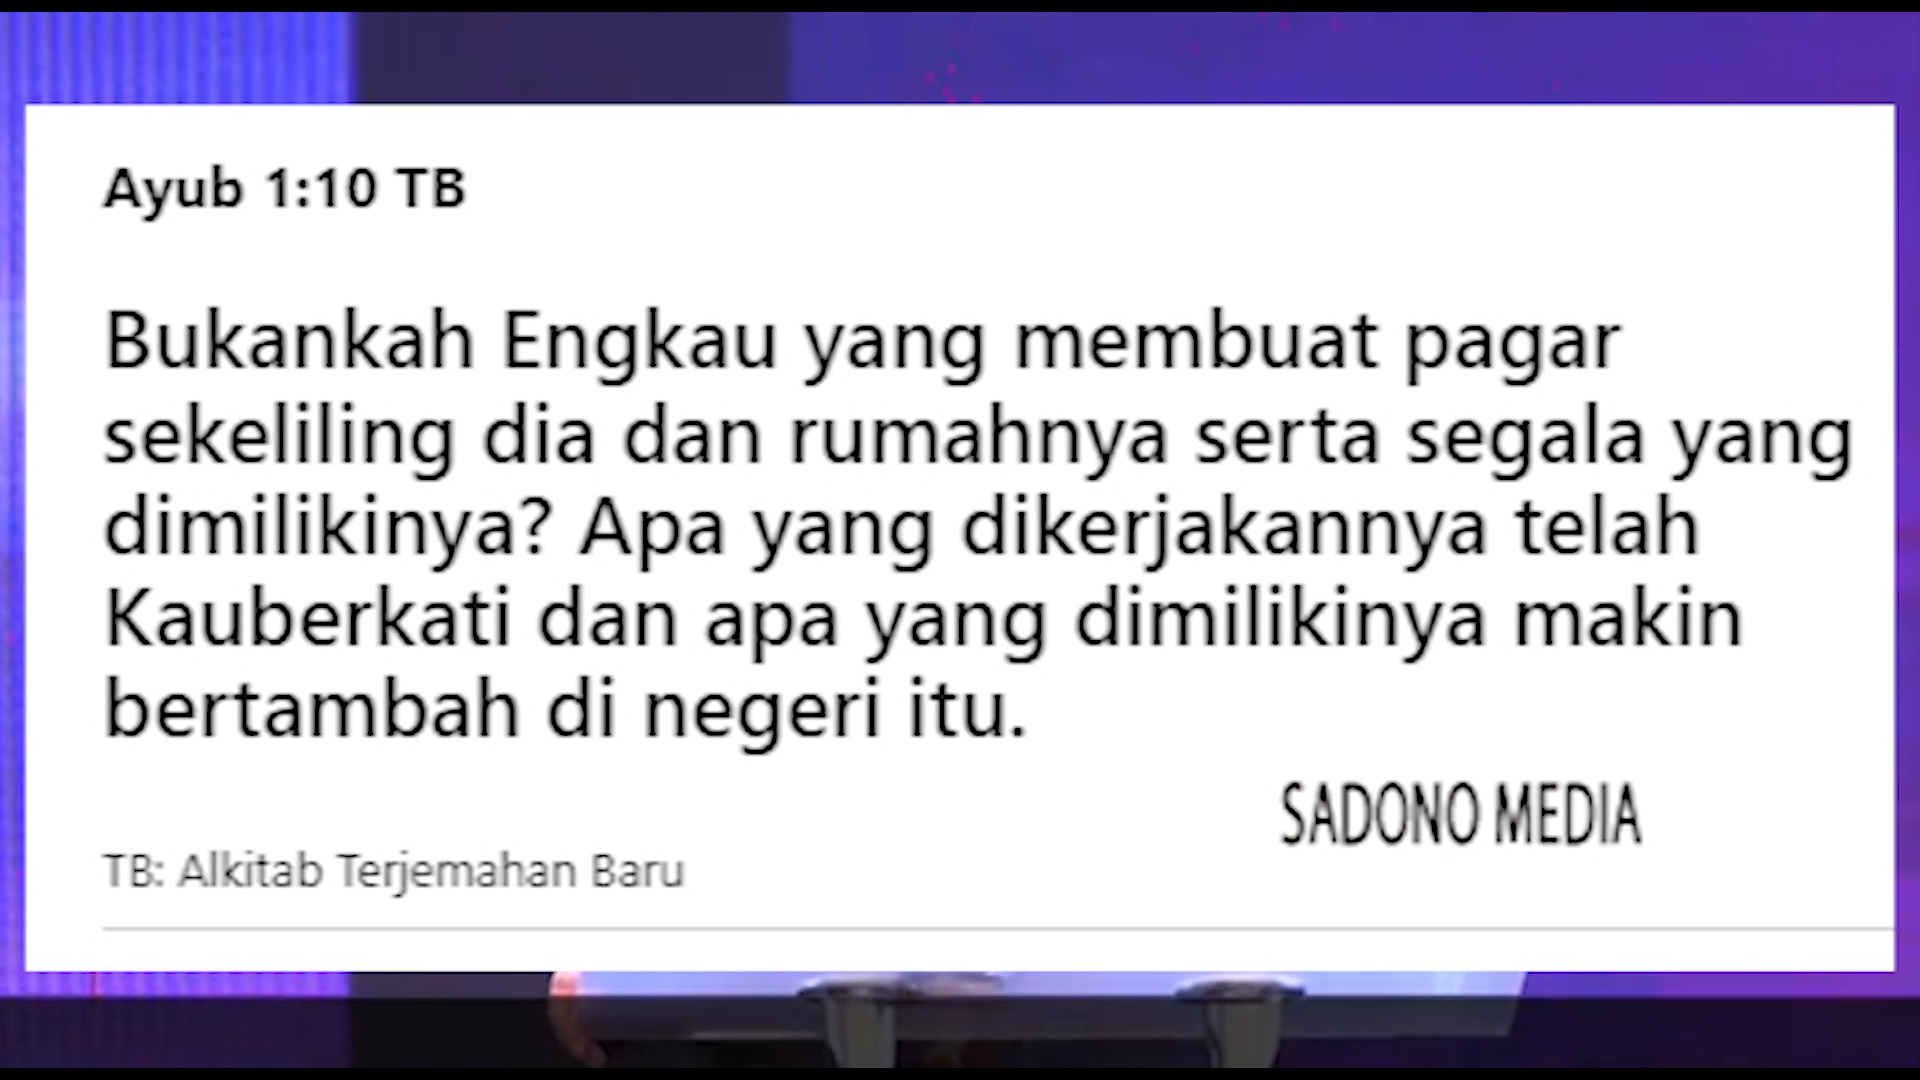 Ayub 1:10 TB
Bukankah Engkau yang membuat pagar
sekeliling dia dan rumahnya serta segala yang
dimilikinya? Apa yang dikerjakannya telah
Kauberkati dan apa yang dimilikinya makin
bertambah di negeri itu.
SADONO MEDIA
TB: Alkitab Terjemahan Baru